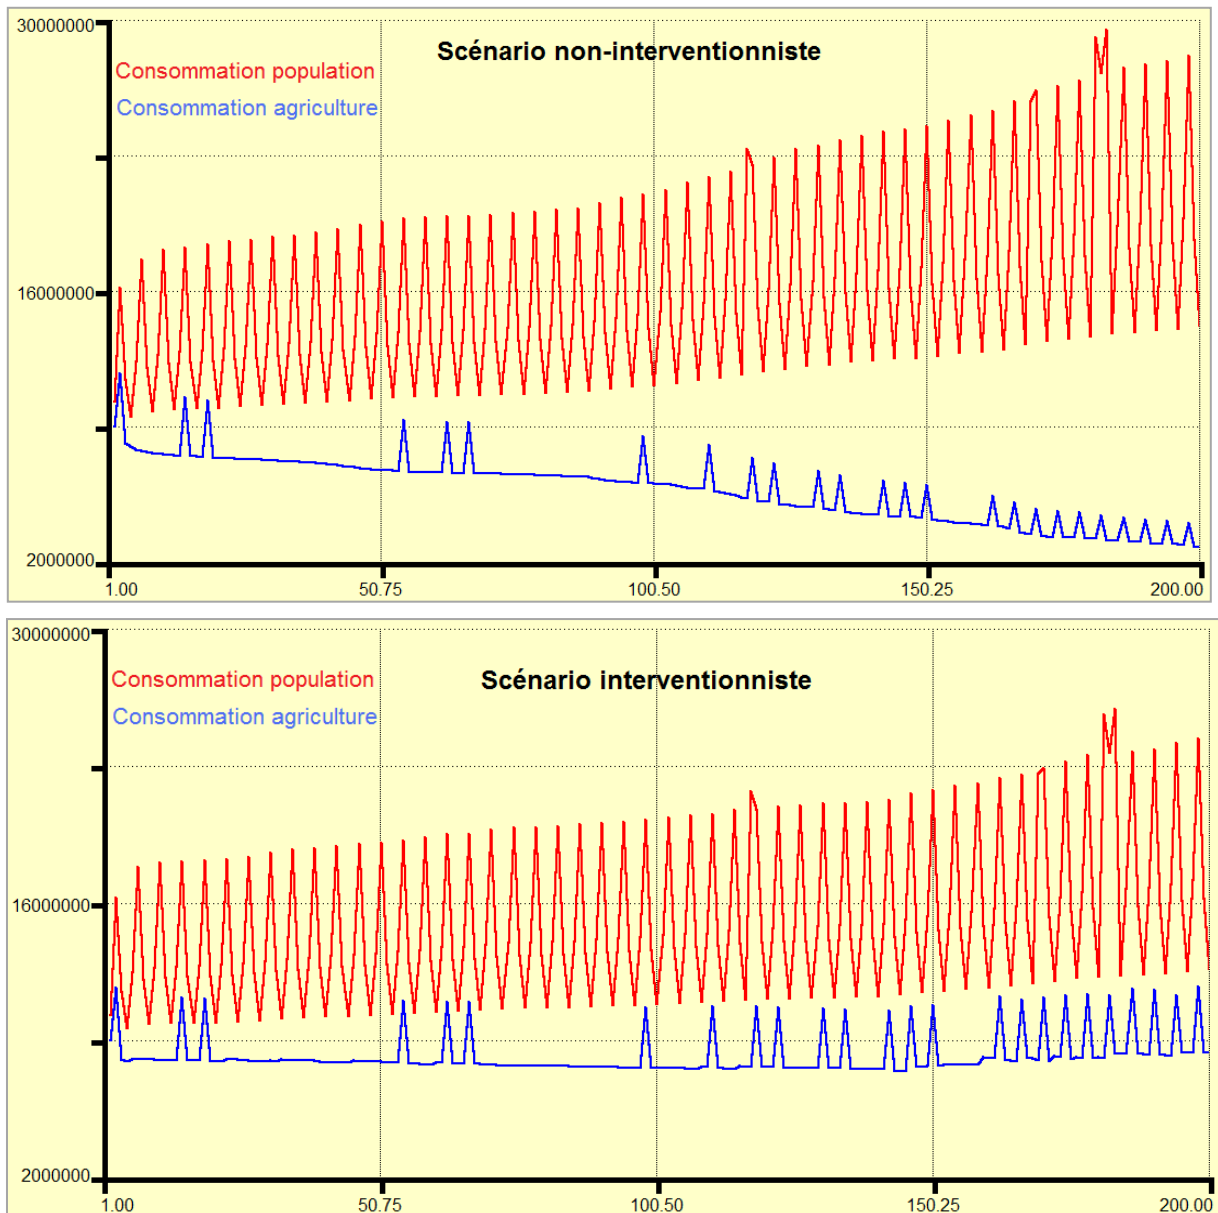 30000000
Scénario non-interventionniste
Consommation population
Consommation agriculture
16000000
2000000
1.00 50.75 100.50 150.25 200.00
30000000
Consommation population
Scénario interventionniste
Consommation agriculture
16000000
2000000
1.00 50.75 100.50 150.25 200.00